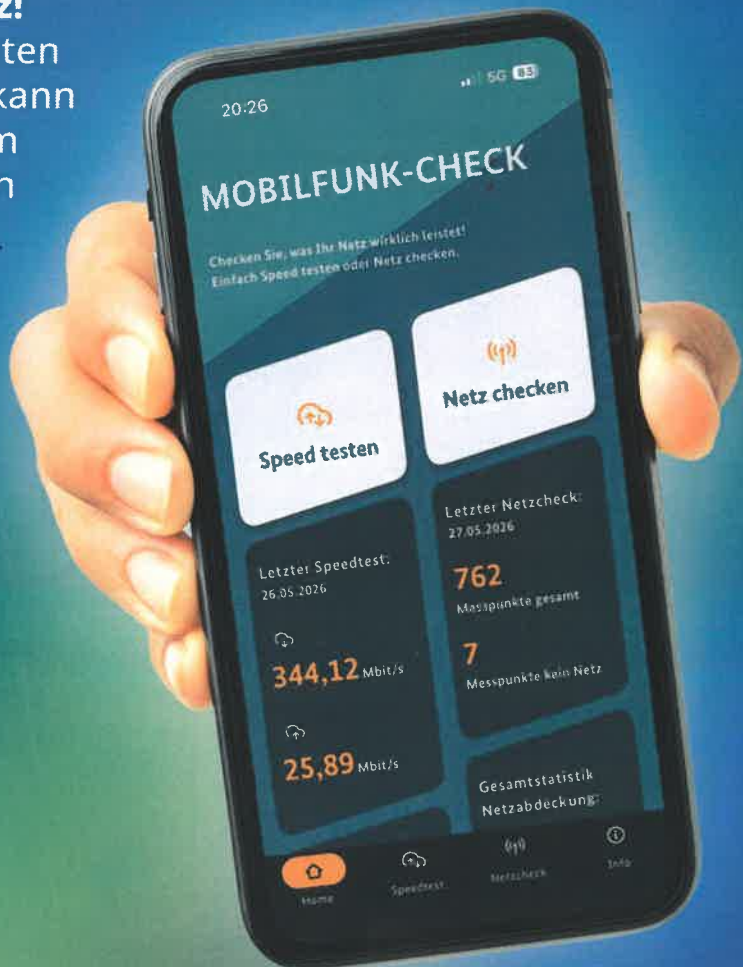 z!
ten
kann
n
n
20:26
5G 83
MOBILFUNK-CHECK
Checken Sie, was Ihr Netz wirklich leistet!
Einfach Speed testen oder Netz checken.
Speed testen
Netz checken
Letzter Speedtest:
26.05.2026
344,12 Mbit/s
25,89 Mbit/s
Letzter Netzcheck:
27.05.2026
762
Messpunkte gesamt
7
Messpunkte kein Netz
Gesamtstatistik
Netzabdeckung:
Home
Speedtest
Netzcheck
Info